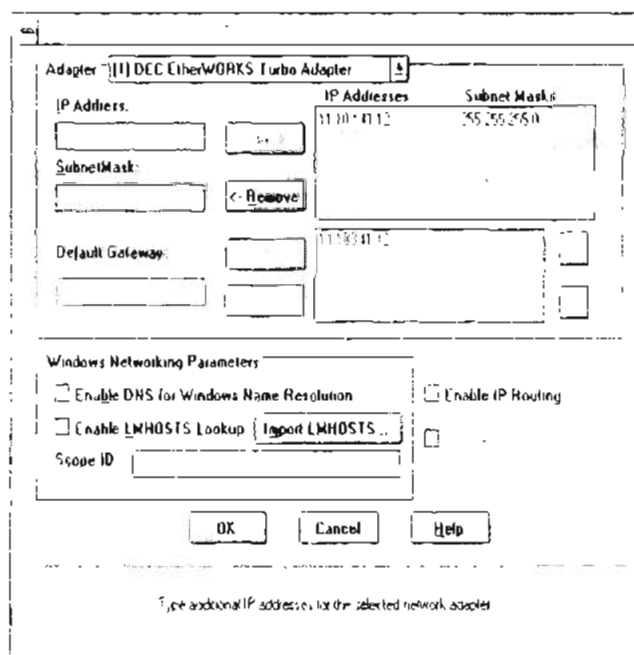 Adapter: [1] DEC EtherWORKS Turbo Adapter
IP Addresses Subnet Masks
IP Address:
255.255.255.0
SubnetMask:
<- Remove
Default Gateway:
Windows Networking Parameters
Enable DNS for Windows Name Resolution
Enable IP Routing
Enable LMHOSTS Lookup Import LMHOSTS...
Scope ID
OK Cancel Help
Type additional IP addresses for the selected network adapter